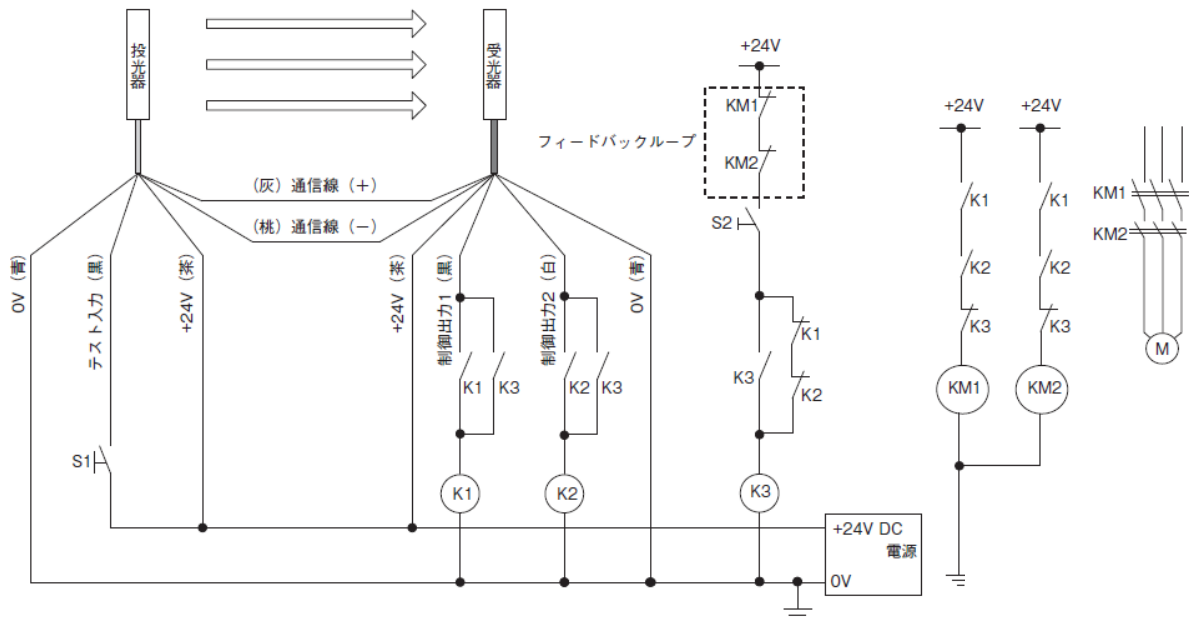 投光器
受光器
(灰)通信線(+)
(桃)通信線(−)
0V(青)
テスト入力(黒)
+24V(茶)
+24V(茶)
制御出力1(黒)
制御出力2(白)
0V(青)
S1
K1
K3
K2
K3
K1
K2
+24V
KM1
KM2
フィードバックループ
S2
K3
K1
K2
K3
+24V DC
電源
0V
+24V
+24V
K1
K1
K2
K2
K3
K3
KM1
KM2
KM1
KM2
M